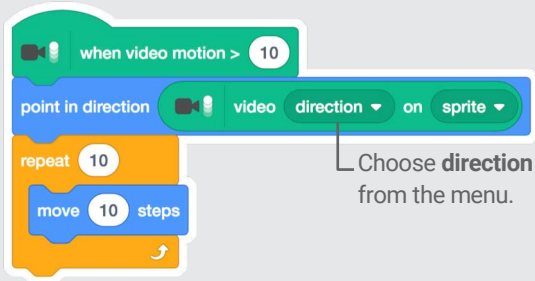 when video motion > 10
point in direction video direction on sprite
repeat 10
move 10 steps
Choose direction
from the menu.